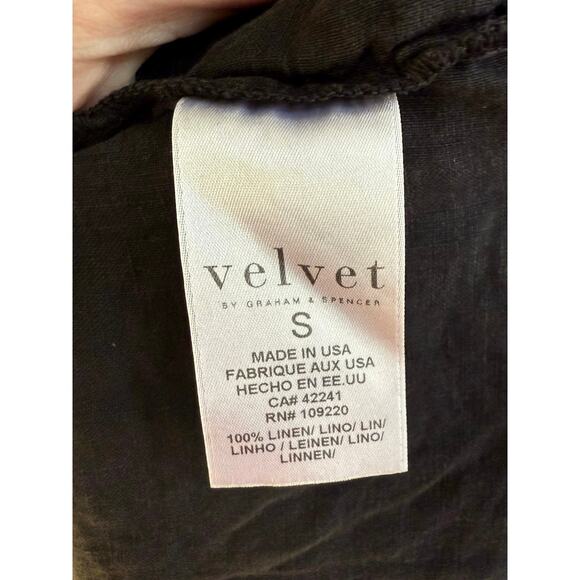 velvet
BY GRAHAM & SPENCER
S
MADE IN USA
FABRIQUE AUX USA
HECHO EN EE.UU
CA# 42241
RN# 109220
100% LINEN/ LINO/ LIN/
LINHO / LEINEN/ LINO/
LINNEN/